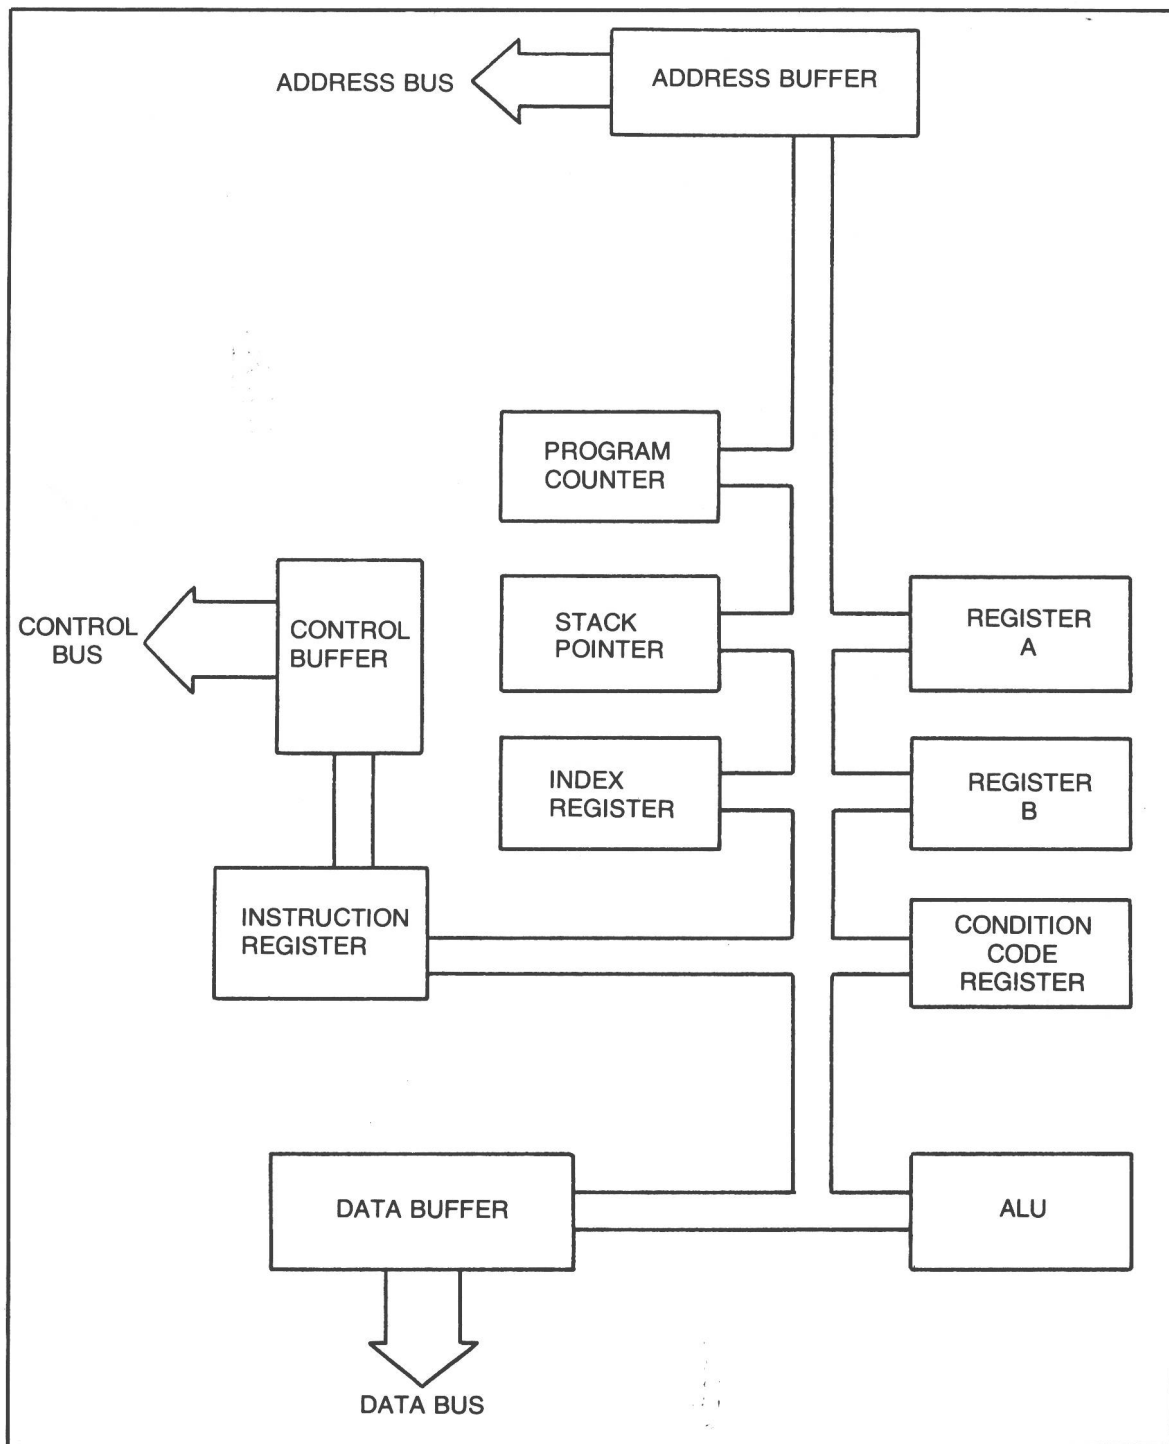 ADDRESS BUS
ADDRESS BUFFER
PROGRAM
COUNTER
CONTROL
BUS
CONTROL
BUFFER
STACK
POINTER
REGISTER
A
INDEX
REGISTER
REGISTER
B
INSTRUCTION
REGISTER
CONDITION
CODE
REGISTER
DATA BUFFER
ALU
DATA BUS